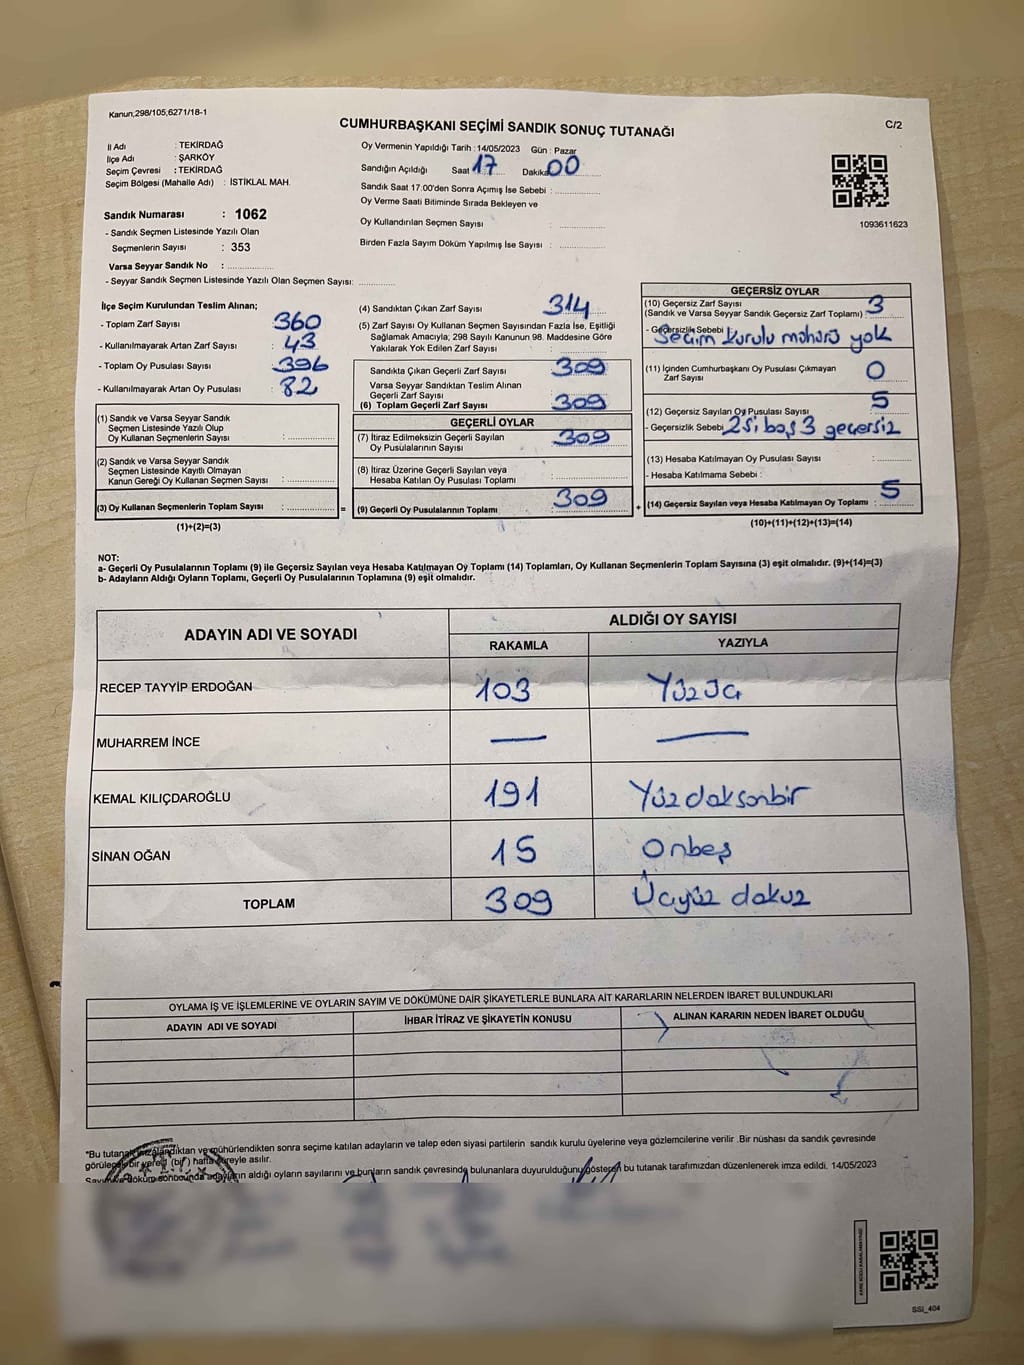 Kanun,298/105,6271/18-1
CUMHURBAŞKANI SEÇİMİ SANDIK SONUÇ TUTANAĞI
C/2
İl Adı : TEKİRDAĞ
İlçe Adı : ŞARKÖY
Seçim Çevresi : TEKİRDAĞ
Seçim Bölgesi (Mahalle Adı) : İSTİKLAL MAH.
Sandık Numarası : 1062
- Sandık Seçmen Listesinde Yazılı Olan
Seçmenlerin Sayısı : 353
Varsa Seyyar Sandık No : ................
- Seyyar Sandık Seçmen Listesinde Yazılı Olan Seçmen Sayısı: ............
Oy Vermenin Yapıldığı Tarih : 14/05/2023 Gün : Pazar
Sandığın Açıldığı Saat 17 Dakika 00
Sandık Saat 17.00'den Sonra Açımış İse Sebebi : ..............
Oy Verme Saati Bitiminde Sırada Bekleyen ve
Oy Kullandırılan Seçmen Sayısı : ..............
Birden Fazla Sayım Döküm Yapılmış İse Sayısı : ..............
1093611623
İlçe Seçim Kurulundan Teslim Alınan;
- Toplam Zarf Sayısı : 360
- Kullanılmayarak Artan Zarf Sayısı : 43
- Toplam Oy Pusulası Sayısı : 396
- Kullanılmayarak Artan Oy Pusulası : 82
(1) Sandık ve Varsa Seyyar Sandık
Seçmen Listesinde Yazılı Olup
Oy Kullanan Seçmenlerin Sayısı : ..............
(2) Sandık ve Varsa Seyyar Sandık
Seçmen Listesinde Kayıtlı Olmayan
Kanun Gereği Oy Kullanan Seçmen Sayısı : ..............
(3) Oy Kullanan Seçmenlerin Toplam Sayısı : ..............
(1)+(2)=(3)
=
(4) Sandıktan Çıkan Zarf Sayısı 314
(5) Zarf Sayısı Oy Kullanan Seçmen Sayısından Fazla İse, Eşitliği
Sağlamak Amacıyla, 298 Sayılı Kanunun 98. Maddesine Göre
Yakılarak Yok Edilen Zarf Sayısı : ..............
Sandıkta Çıkan Geçerli Zarf Sayısı : 309
Varsa Seyyar Sandıktan Teslim Alınan
Geçerli Zarf Sayısı
(6) Toplam Geçerli Zarf Sayısı : 309
GEÇERLİ OYLAR
(7) İtiraz Edilmeksizin Geçerli Sayılan
Oy Pusulalarının Sayısı : 309
(8) İtiraz Üzerine Geçerli Sayılan veya
Hesaba Katılan Oy Pusulası Toplamı : ..............
(9) Geçerli Oy Pusulalarının Toplamı : 309
+
GEÇERSİZ OYLAR
(10) Geçersiz Zarf Sayısı
(Sandık ve Varsa Seyyar Sandık Geçersiz Zarf Toplamı) : 3
- Geçersizlik Sebebi : Seçim Kurulu mühürü yok
(11) İçinden Cumhurbaşkanı Oy Pusulası Çıkmayan
Zarf Sayısı : 0
(12) Geçersiz Sayılan Oy Pusulası Sayısı : 5
- Geçersizlik Sebebi : 2si boş 3 geçersiz
(13) Hesaba Katılmayan Oy Pusulası Sayısı : ..........
- Hesaba Katılmama Sebebi :
(14) Geçersiz Sayılan veya Hesaba Katılmayan Oy Toplamı : 5
(10)+(11)+(12)+(13)=(14)
NOT:
a- Geçerli Oy Pusulalarının Toplamı (9) ile Geçersiz Sayılan veya Hesaba Katılmayan Oy Toplamı (14) Toplamları, Oy Kullanan Seçmenlerin Toplam Sayısına (3) eşit olmalıdır. (9)+(14)=(3)
b- Adayların Aldığı Oyların Toplamı, Geçerli Oy Pusulalarının Toplamına (9) eşit olmalıdır.
ADAYIN ADI VE SOYADI
ALDIĞI OY SAYISI
RAKAMLA YAZIYLA
RECEP TAYYİP ERDOĞAN 103 Yüzüç
MUHARREM İNCE — —
KEMAL KILIÇDAROĞLU 191 Yüzdoksanbir
SİNAN OĞAN 15 Onbeş
TOPLAM 309 Üçyüz dokuz
OYLAMA İŞ VE İŞLEMLERİNE VE OYLARIN SAYIM VE DÖKÜMÜNE DAİR ŞİKAYETLERLE BUNLARA AİT KARARLARIN NELERDEN İBARET BULUNDUKLARI
ADAYIN ADI VE SOYADI İHBAR İTİRAZ VE ŞİKAYETİN KONUSU ALINAN KARARIN NEDEN İBARET OLDUĞU
"Bu tutanak imzalandıktan ve mühürlendikten sonra seçime katılan adayların ve talep eden siyasi partilerin sandık kurulu üyelerine veya gözlemcilerine verilir .Bir nüshası da sandık çevresinde
görülecek bir yere (bir) hafta süreyle asılır.
Sayım ve döküm sonucunda adayların aldığı oyların sayılarını ve bunların sandık çevresinde bulunanlara duyurulduğunu gösteren bu tutanak tarafımızdan düzenlenerek imza edildi. 14/05/2023
SSİ_404